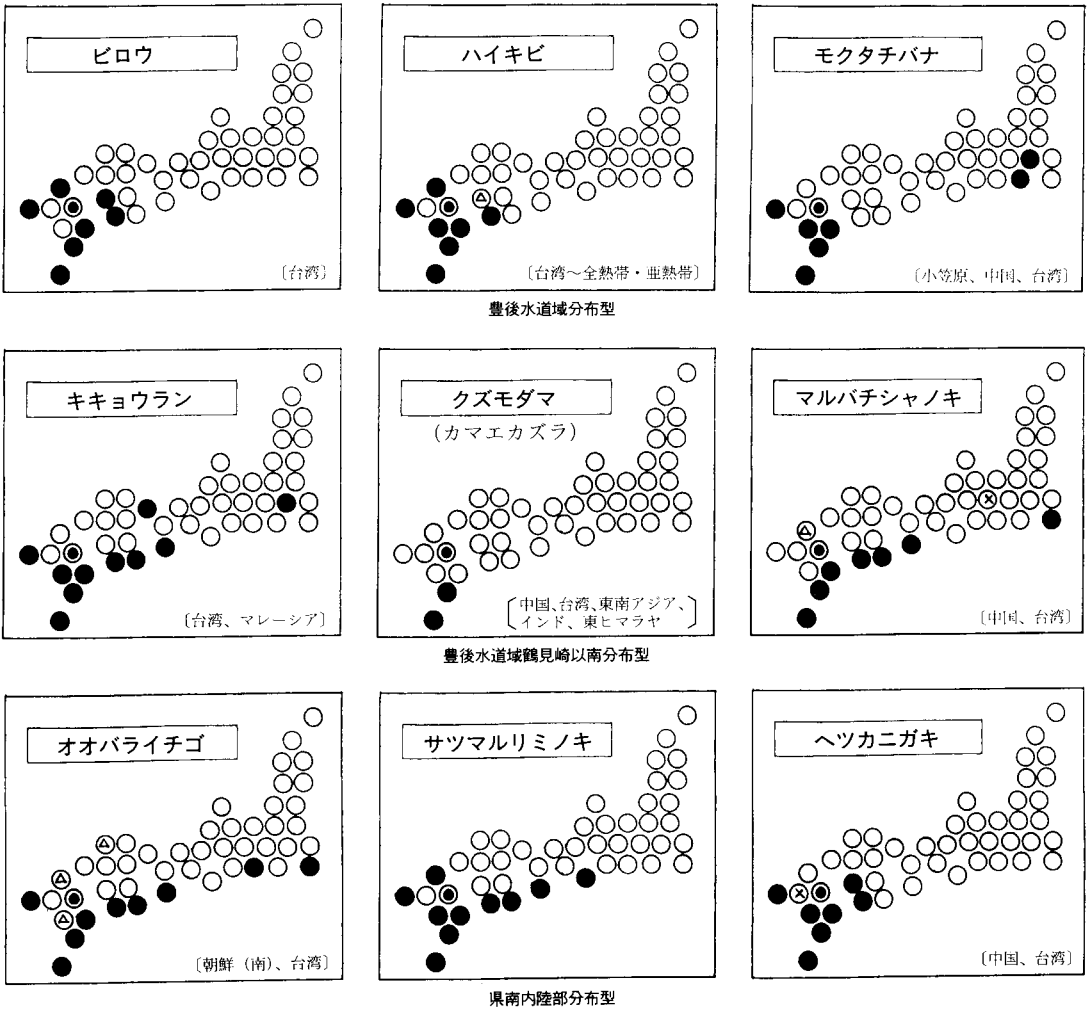 ビロウ
〔台湾〕
ハイキビ
〔台湾～全熱帯・亜熱帯〕
モクタチバナ
〔小笠原、中国、台湾〕
豊後水道域分布型
キキョウラン
〔台湾、マレーシア〕
クズモダマ
(カマエカズラ)
〔中国、台湾、東南アジア、
インド、東ヒマラヤ〕
マルバチシャノキ
〔中国、台湾〕
豊後水道域鶴見崎以南分布型
オオバライチゴ
〔朝鮮（南）、台湾〕
サツマルリミノキ
ヘツカニガキ
〔中国、台湾〕
県南内陸部分布型